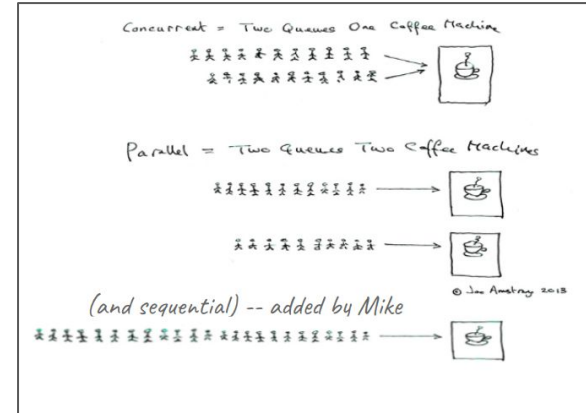 Concurrent = Two Queues One Coffee Machine
Parallel = Two Queues Two Coffee Machines
© Joe Armstrong 2013
(and sequential) -- added by Mike